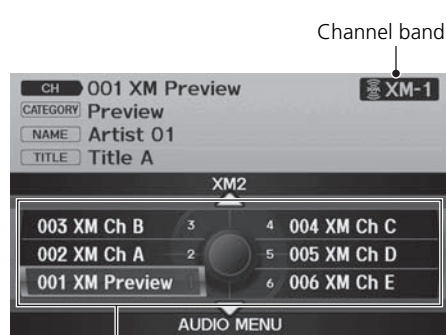 Channel band
CH 001 XM Preview XM-1
CATEGORY Preview
NAME Artist 01
TITLE Title A
XM2
003 XM Ch B 3 4 004 XM Ch C
002 XM Ch A 2 5 005 XM Ch D
001 XM Preview 1 6 006 XM Ch E
AUDIO MENU